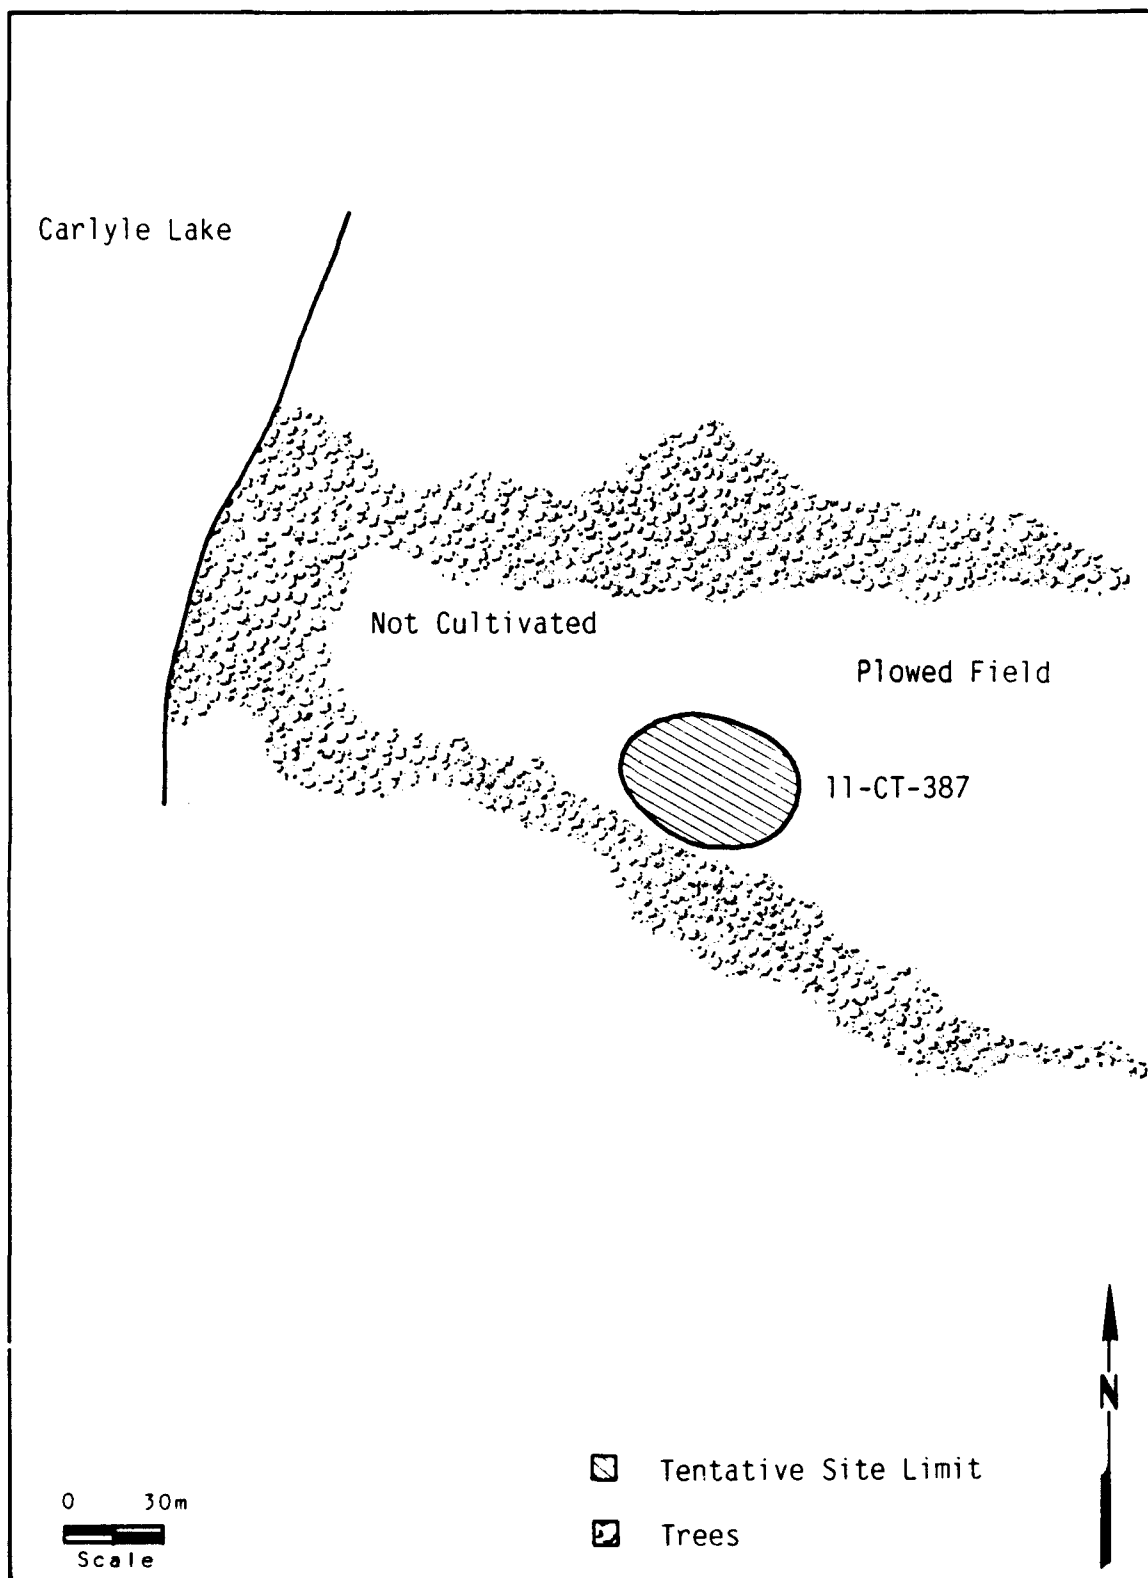 Carlyle Lake
Not Cultivated
Plowed Field
11-CT-387
N
Tentative Site Limit
Trees
0 30m
Scale